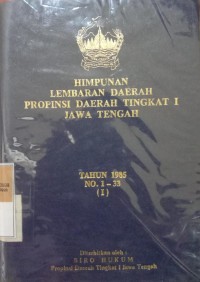 HIMPUNAN
LEMBARAN DAERAH
PROPINSI DAERAH TINGKAT I
JAWA TENGAH
TAHUN 1985
NO. 1 - 33
( I )
Diterbitkan oleh :
BIRO HUKUM
Propinsi Daerah Tingkat I Jawa Tengah